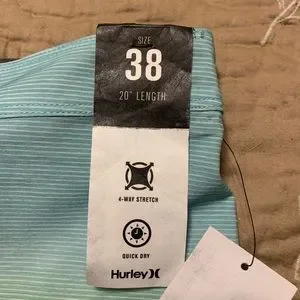 SIZE
38
20" LENGTH
4-WAY STRETCH
QUICK DRY
Hurley